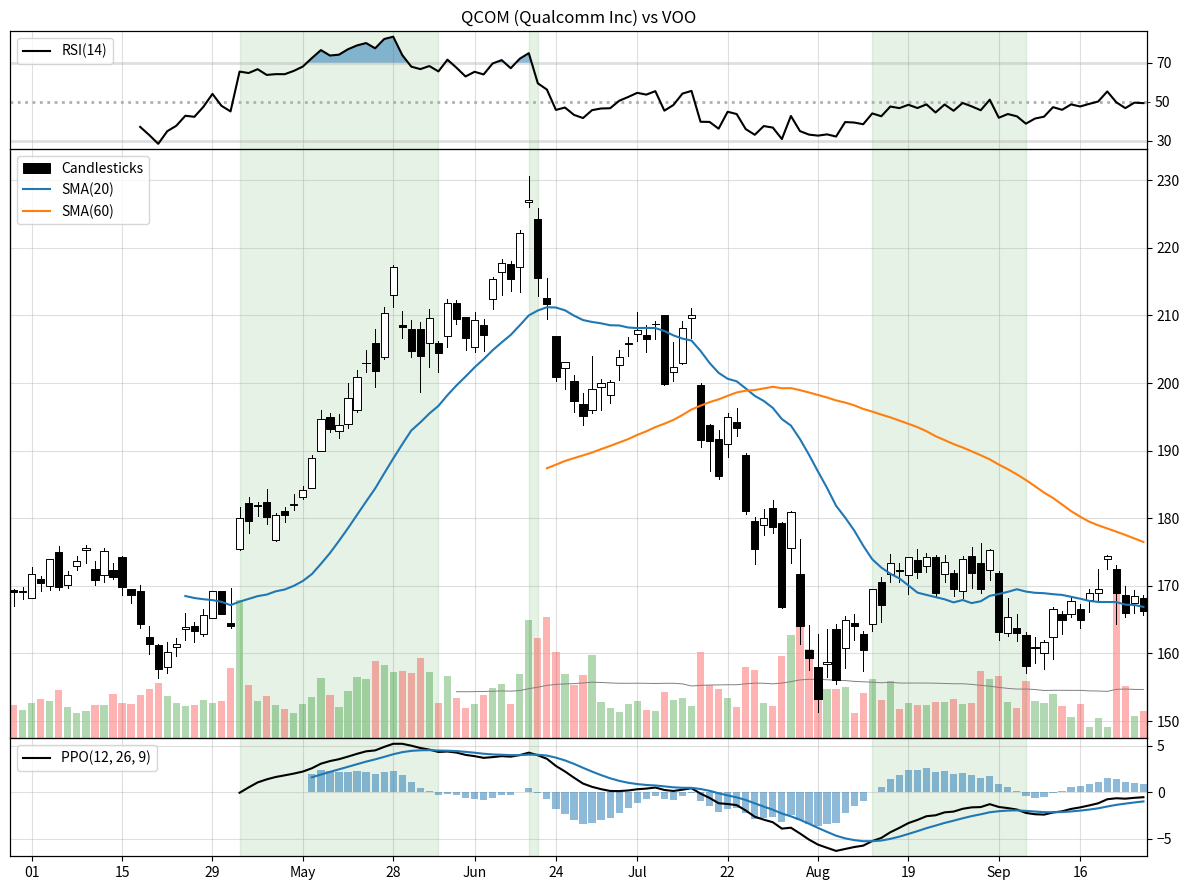 QCOM (Qualcomm Inc) vs VOO
RSI(14)
70
50
30
Candlesticks
SMA(20)
SMA(60)
230
220
210
200
190
180
170
160
150
PPO(12, 26, 9)
5
0
−5
01 15 29 May 28 Jun 24 Jul 22 Aug 19 Sep 16